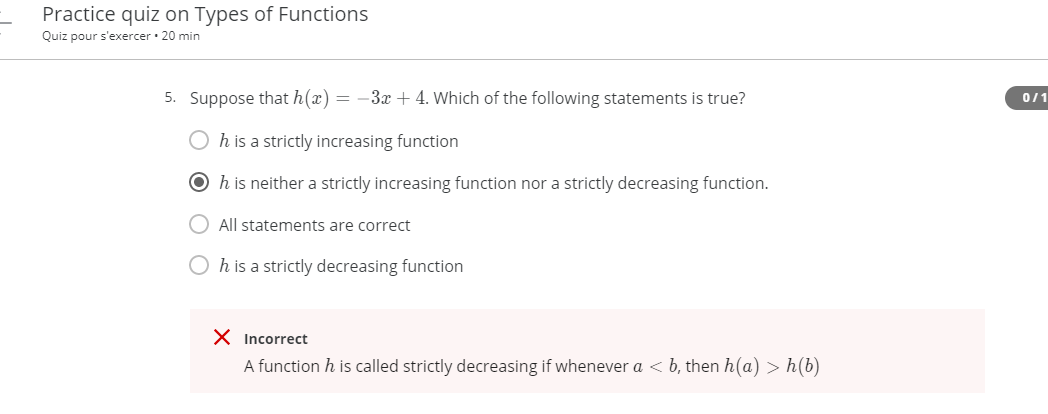 Practice quiz on Types of Functions
Quiz pour s'exercer • 20 min
5. Suppose that h(x) = −3x + 4. Which of the following statements is true?
0 / 1
h is a strictly increasing function
h is neither a strictly increasing function nor a strictly decreasing function.
All statements are correct
h is a strictly decreasing function
Incorrect
A function h is called strictly decreasing if whenever a < b, then h(a) > h(b)